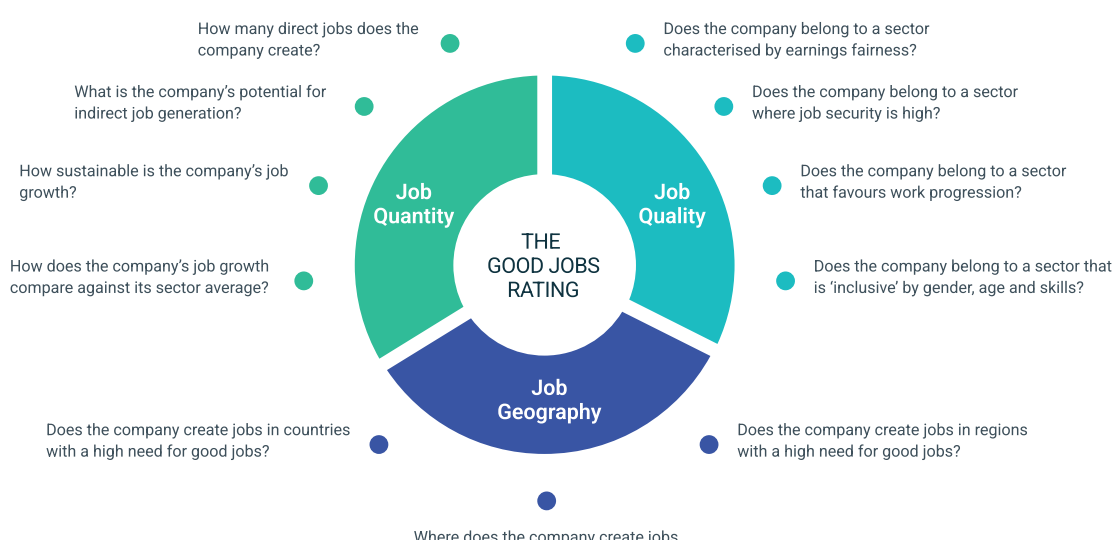 How many direct jobs does the
company create?
What is the company’s potential for
indirect job generation?
How sustainable is the company’s job
growth?
How does the company’s job growth
compare against its sector average?
Does the company belong to a sector
characterised by earnings fairness?
Does the company belong to a sector
where job security is high?
Does the company belong to a sector
that favours work progression?
Does the company belong to a sector that
is ‘inclusive’ by gender, age and skills?
Job
Quantity
Job
Quality
THE
GOOD JOBS
RATING
Job
Geography
Does the company create jobs in countries
with a high need for good jobs?
Does the company create jobs in regions
with a high need for good jobs?
Where does the company create jobs